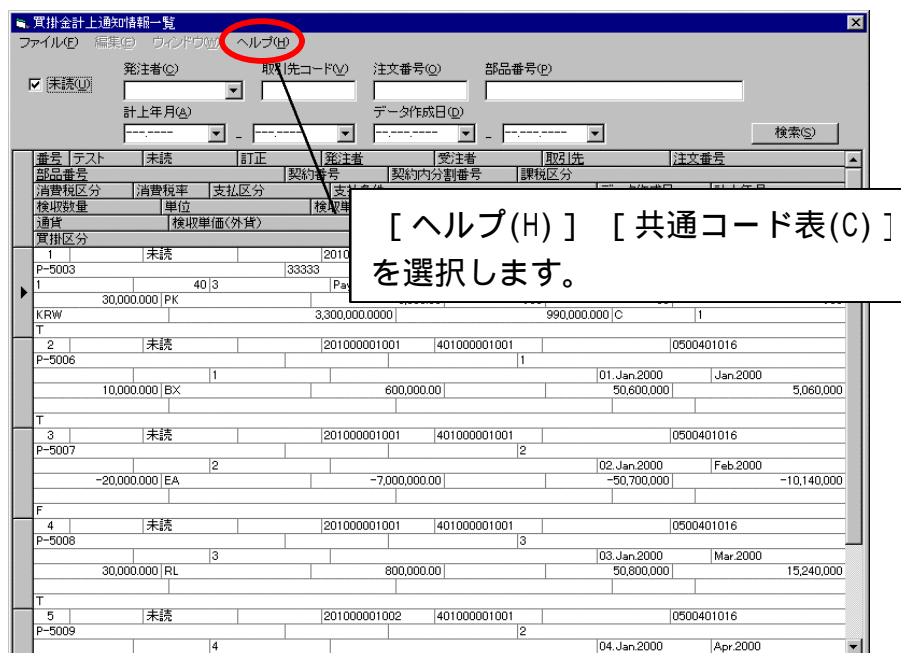 買掛金計上通知情報一覧
ファイル(F) 編集(E) ウィンドウ(W) ヘルプ(H)
発注者(C) 取引先コード(V) 注文番号(O) 部品番号(P)
未読(U)
計上年月(A) データ作成日(D)
--.---- - --.---- --.--.---- - --.--.---- 検索(S)
番号 テスト 未読 訂正 発注者 受注者 取引先 注文番号
部品番号 契約番号 契約内分割番号 課税区分
消費税区分 消費税率 支払区分
検収数量 単位
通貨 検収単価(外貨)
買掛区分
[ヘルプ(H)] [共通コード表(C)]
を選択します。
1 未読
P-5003 33333
1 40 3
30,000.000 PK
KRW 3,300,000.0000 990,000.000 C 1
T
2 未読 201000001001 401000001001 0500401016
P-5006 1
1 01.Jan.2000 Jan.2000
10,000.000 BX 600,000.00 50,600,000 5,060,000
T
3 未読 201000001001 401000001001 0500401016
P-5007 2
2 02.Jan.2000 Feb.2000
-20,000.000 EA -7,000,000.00 -50,700,000 -10,140,000
F
4 未読 201000001001 401000001001 0500401016
P-5008 3
3 03.Jan.2000 Mar.2000
30,000.000 RL 800,000.00 50,800,000 15,240,000
T
5 未読 201000001002 401000001001 0500401016
P-5009 2
4 04.Jan.2000 Apr.2000